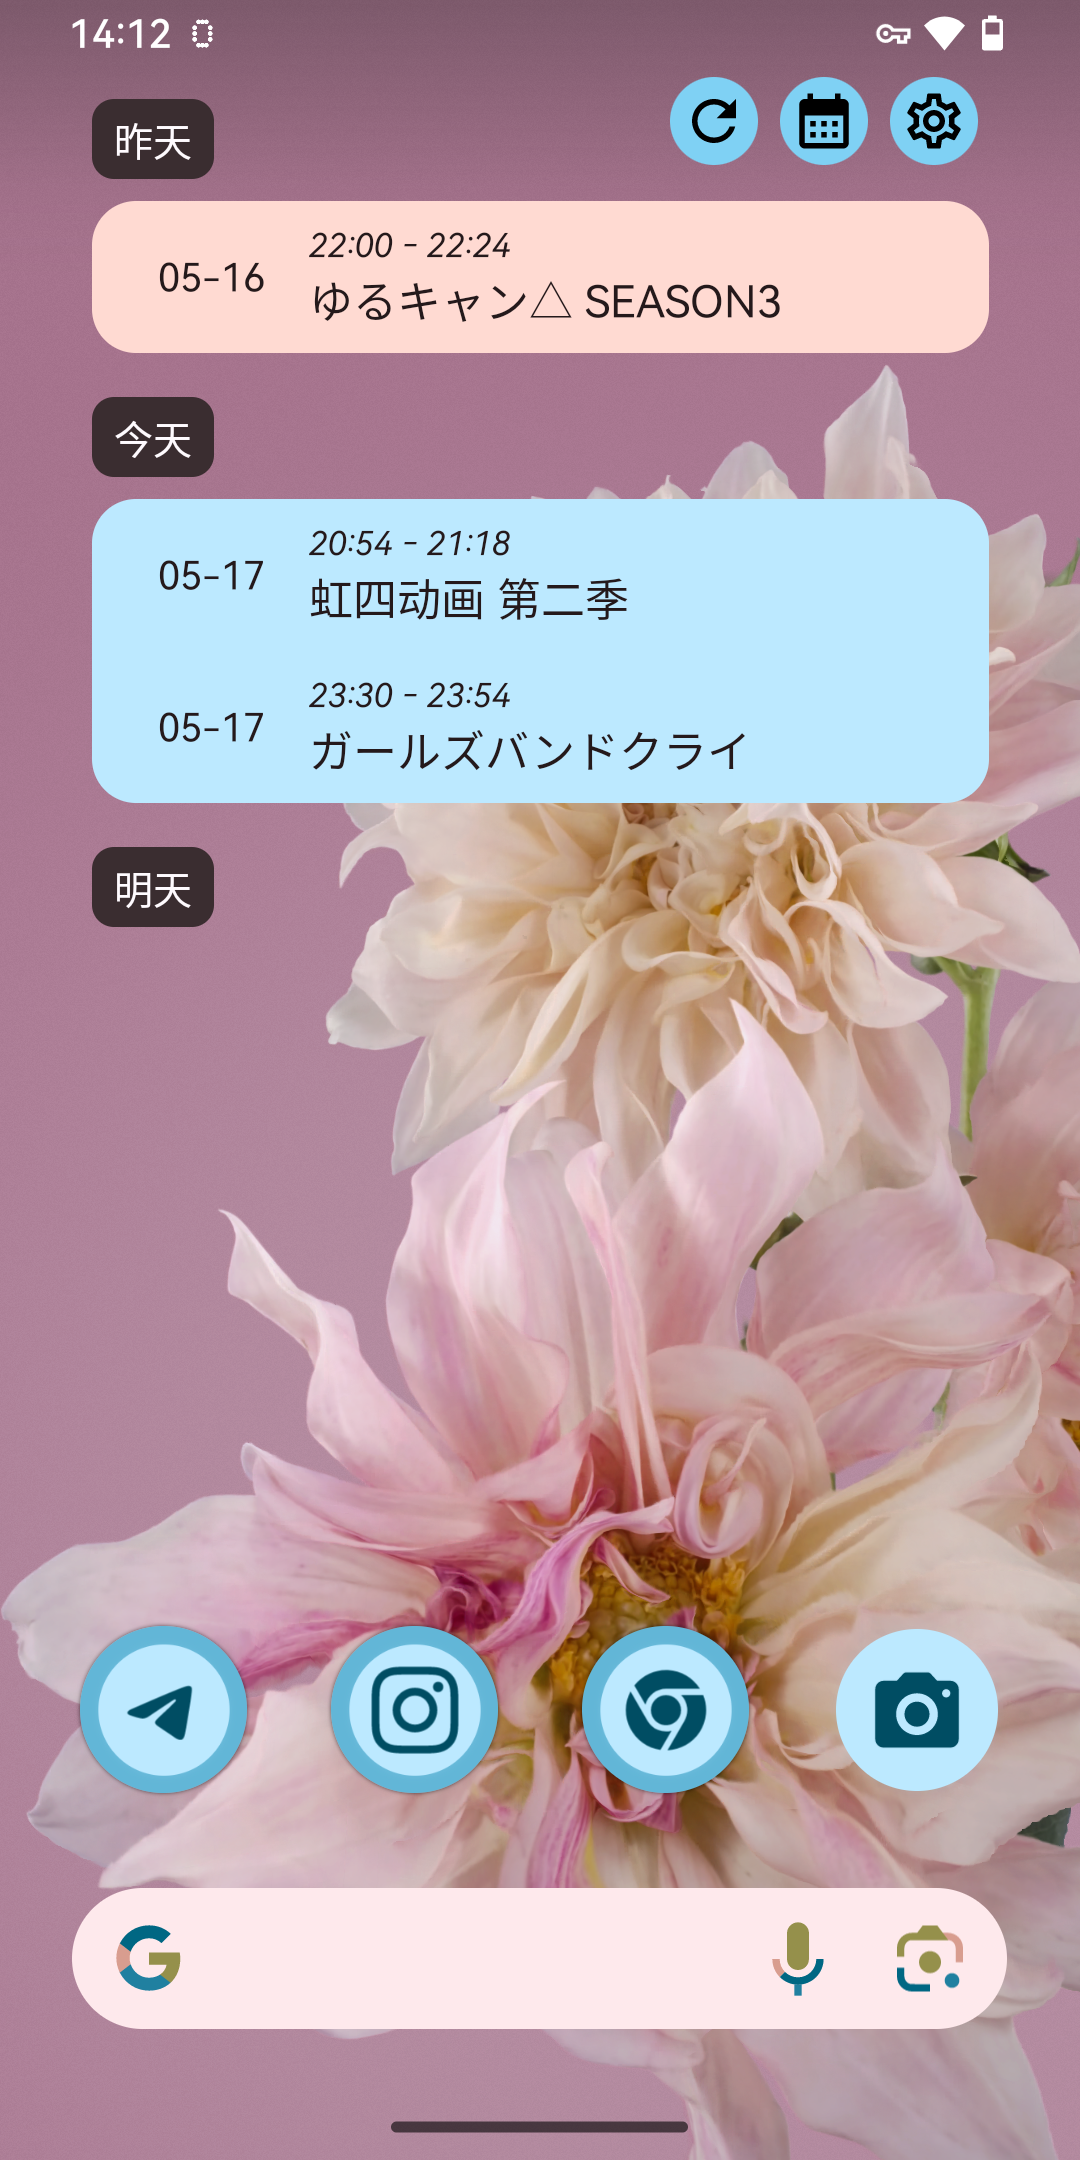 14:12
昨天
05-16
22:00 - 22:24
ゆるキャン△ SEASON3
今天
05-17
20:54 - 21:18
虹四动画 第二季
05-17
23:30 - 23:54
ガールズバンドクライ
明天